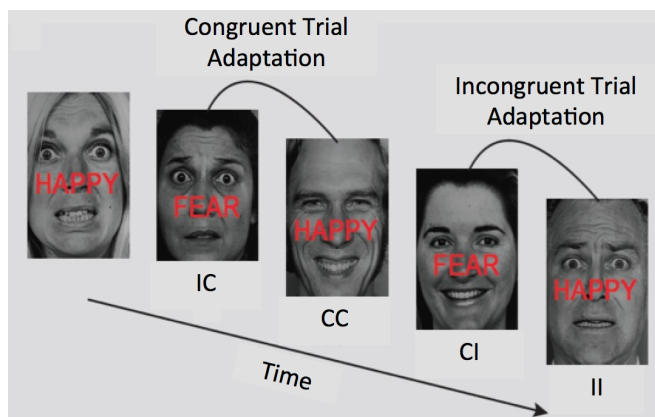 Congruent Trial
Adaptation
Incongruent Trial
Adaptation
HAPPY
FEAR
HAPPY
FEAR
HAPPY
IC
CC
CI
II
Time